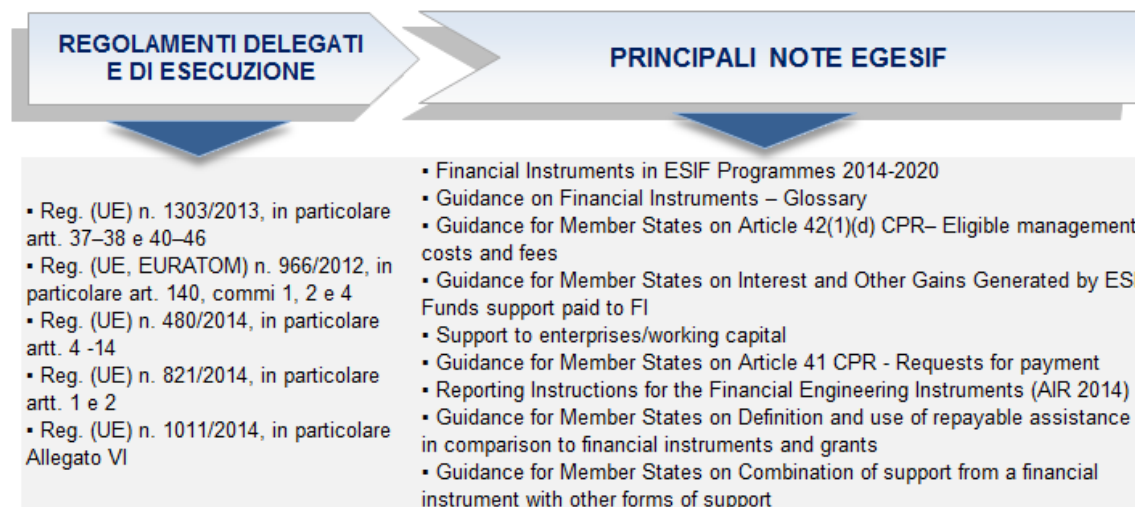 REGOLAMENTI DELEGATI
E DI ESECUZIONE
▪ Reg. (UE) n. 1303/2013, in particolare
artt. 37–38 e 40–46
▪ Reg. (UE, EURATOM) n. 966/2012, in
particolare art. 140, commi 1, 2 e 4
▪ Reg. (UE) n. 480/2014, in particolare
artt. 4 -14
▪ Reg. (UE) n. 821/2014, in particolare
artt. 1 e 2
▪ Reg. (UE) n. 1011/2014, in particolare
Allegato VI
PRINCIPALI NOTE EGESIF
▪ Financial Instruments in ESIF Programmes 2014-2020
▪ Guidance on Financial Instruments – Glossary
▪ Guidance for Member States on Article 42(1)(d) CPR– Eligible management
costs and fees
▪ Guidance for Member States on Interest and Other Gains Generated by
Funds support paid to FI
▪ Support to enterprises/working capital
▪ Guidance for Member States on Article 41 CPR - Requests for payment
▪ Reporting Instructions for the Financial Engineering Instruments (AIR 2014)
▪ Guidance for Member States on Definition and use of repayable assistance
in comparison to financial instruments and grants
▪ Guidance for Member States on Combination of support from a financial
instrument with other forms of support